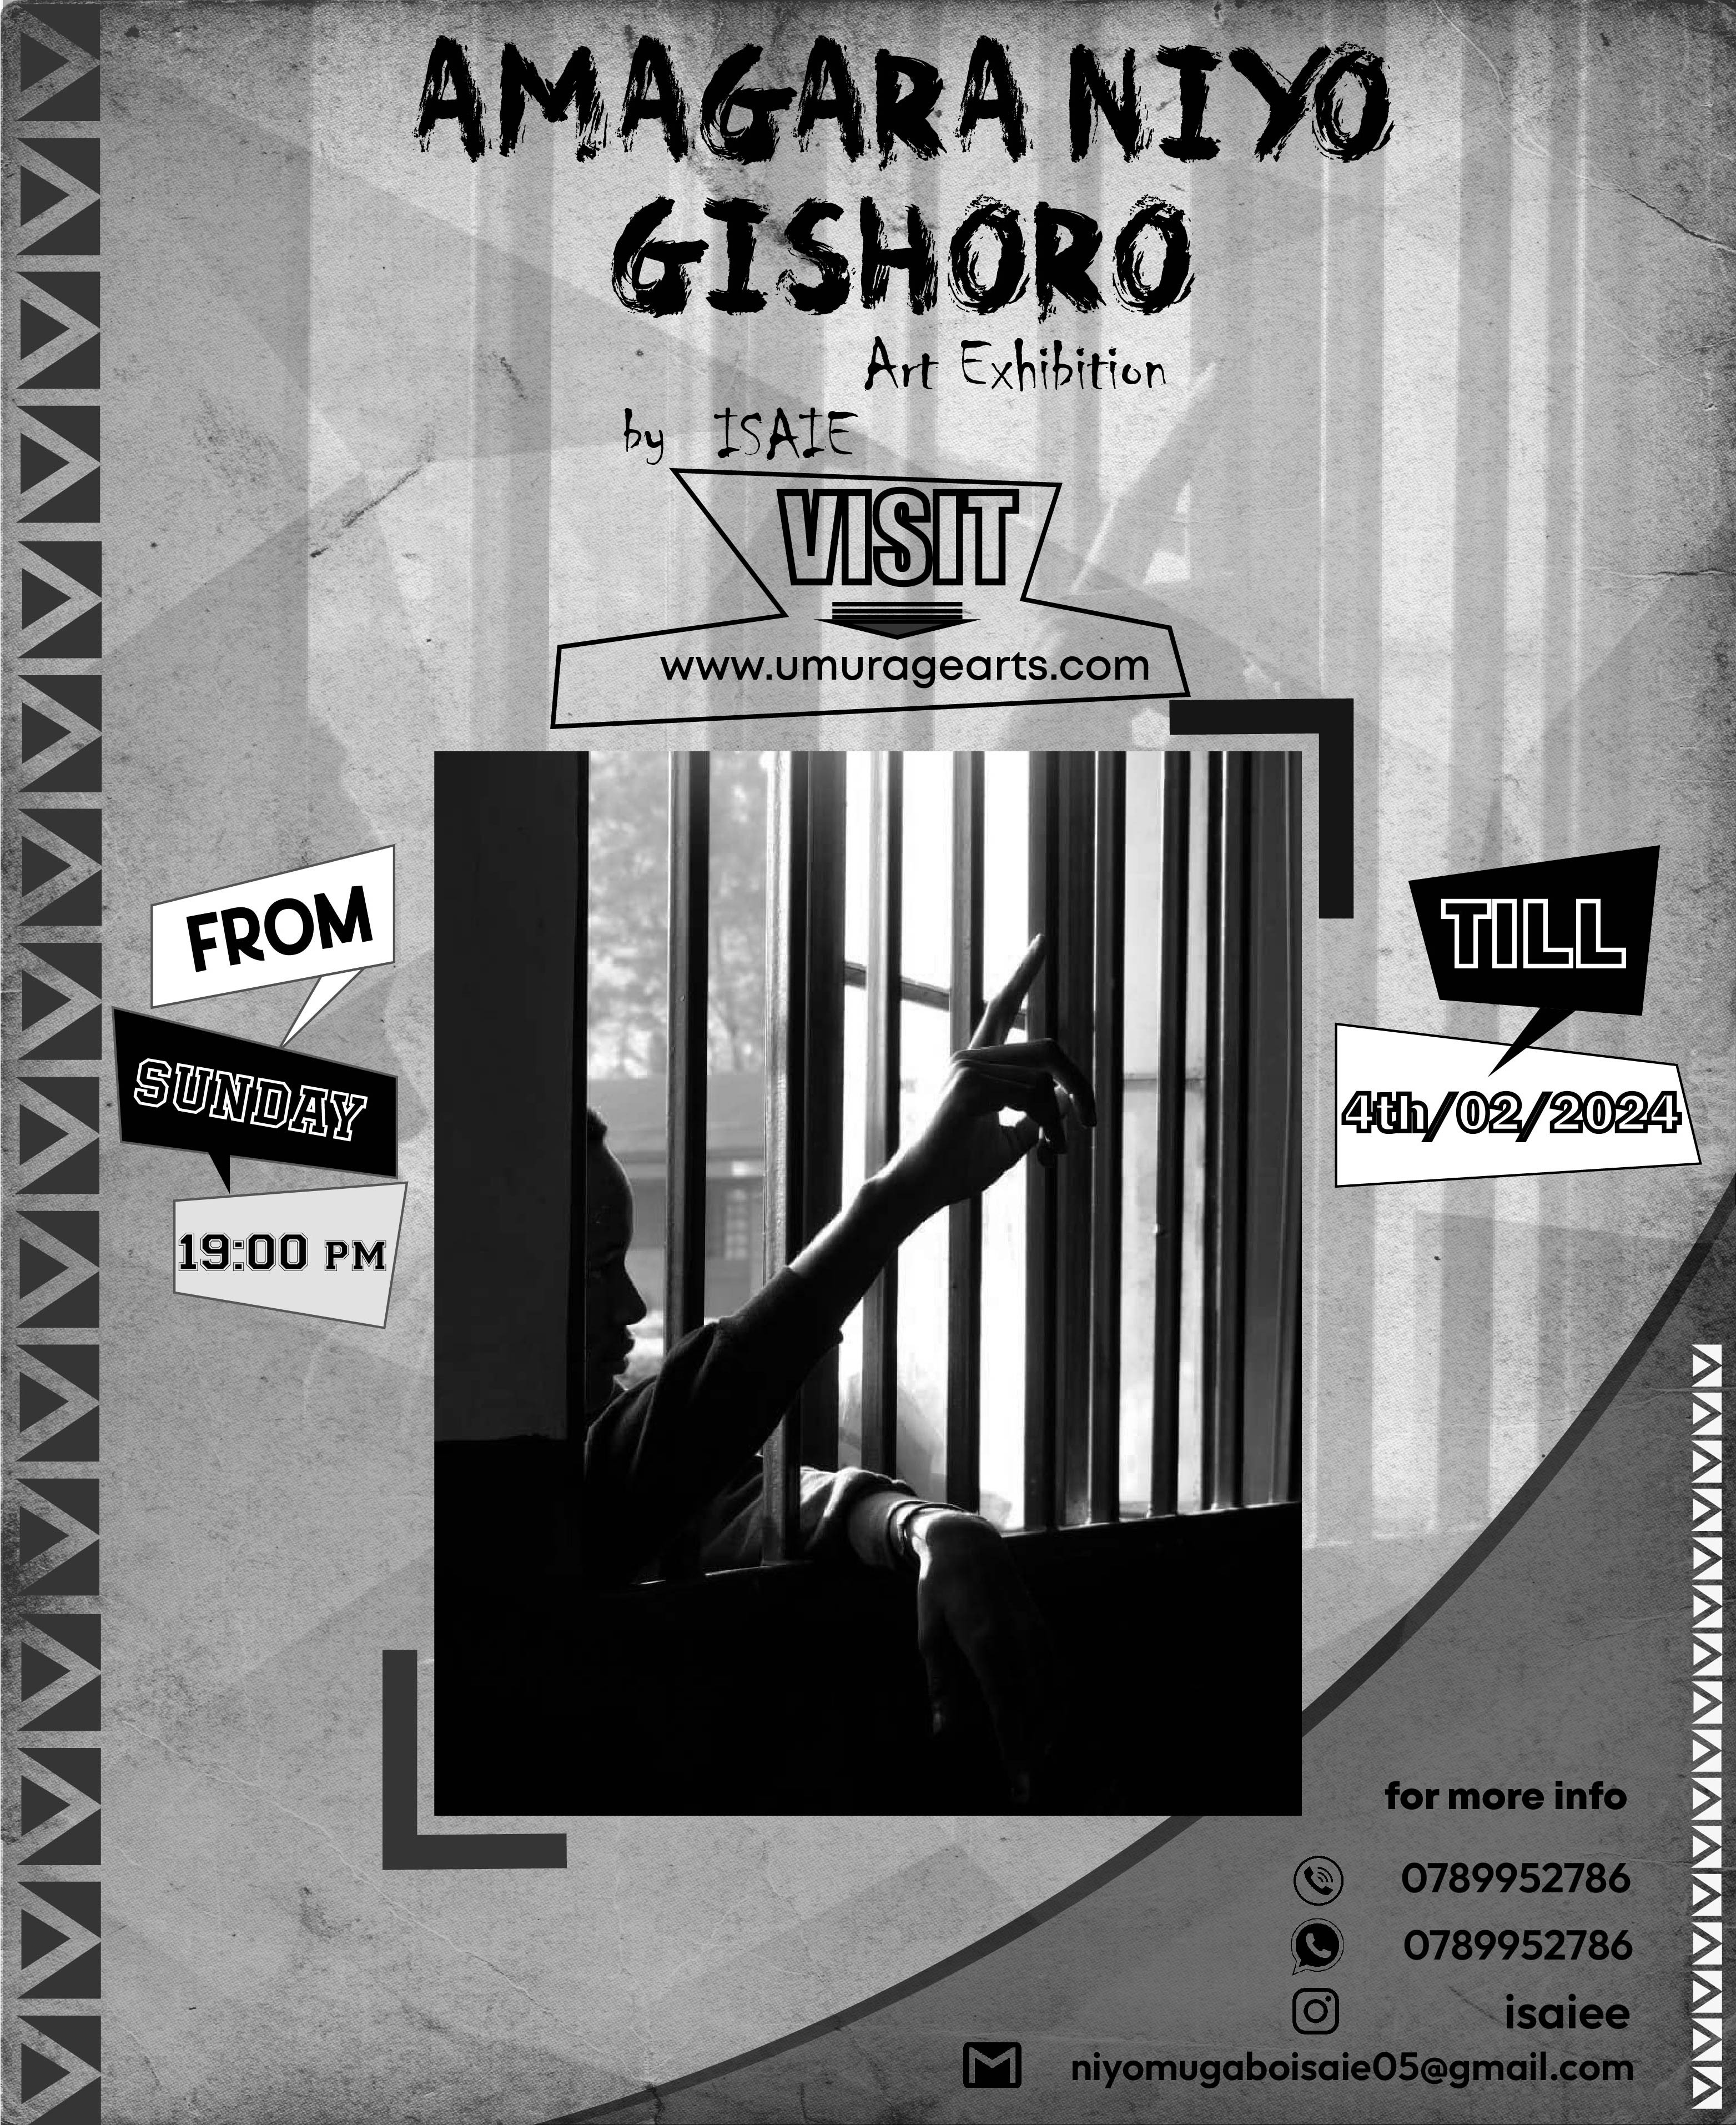 AMAGARA NIYO
GISHORO
Art Exhibition
by ISAIE
VISIT
www.umuragearts.com
FROM
SUNDAY
19:00 PM
TILL
4th/02/2024
for more info
0789952786
0789952786
isaiee
niyomugaboisaie05@gmail.com